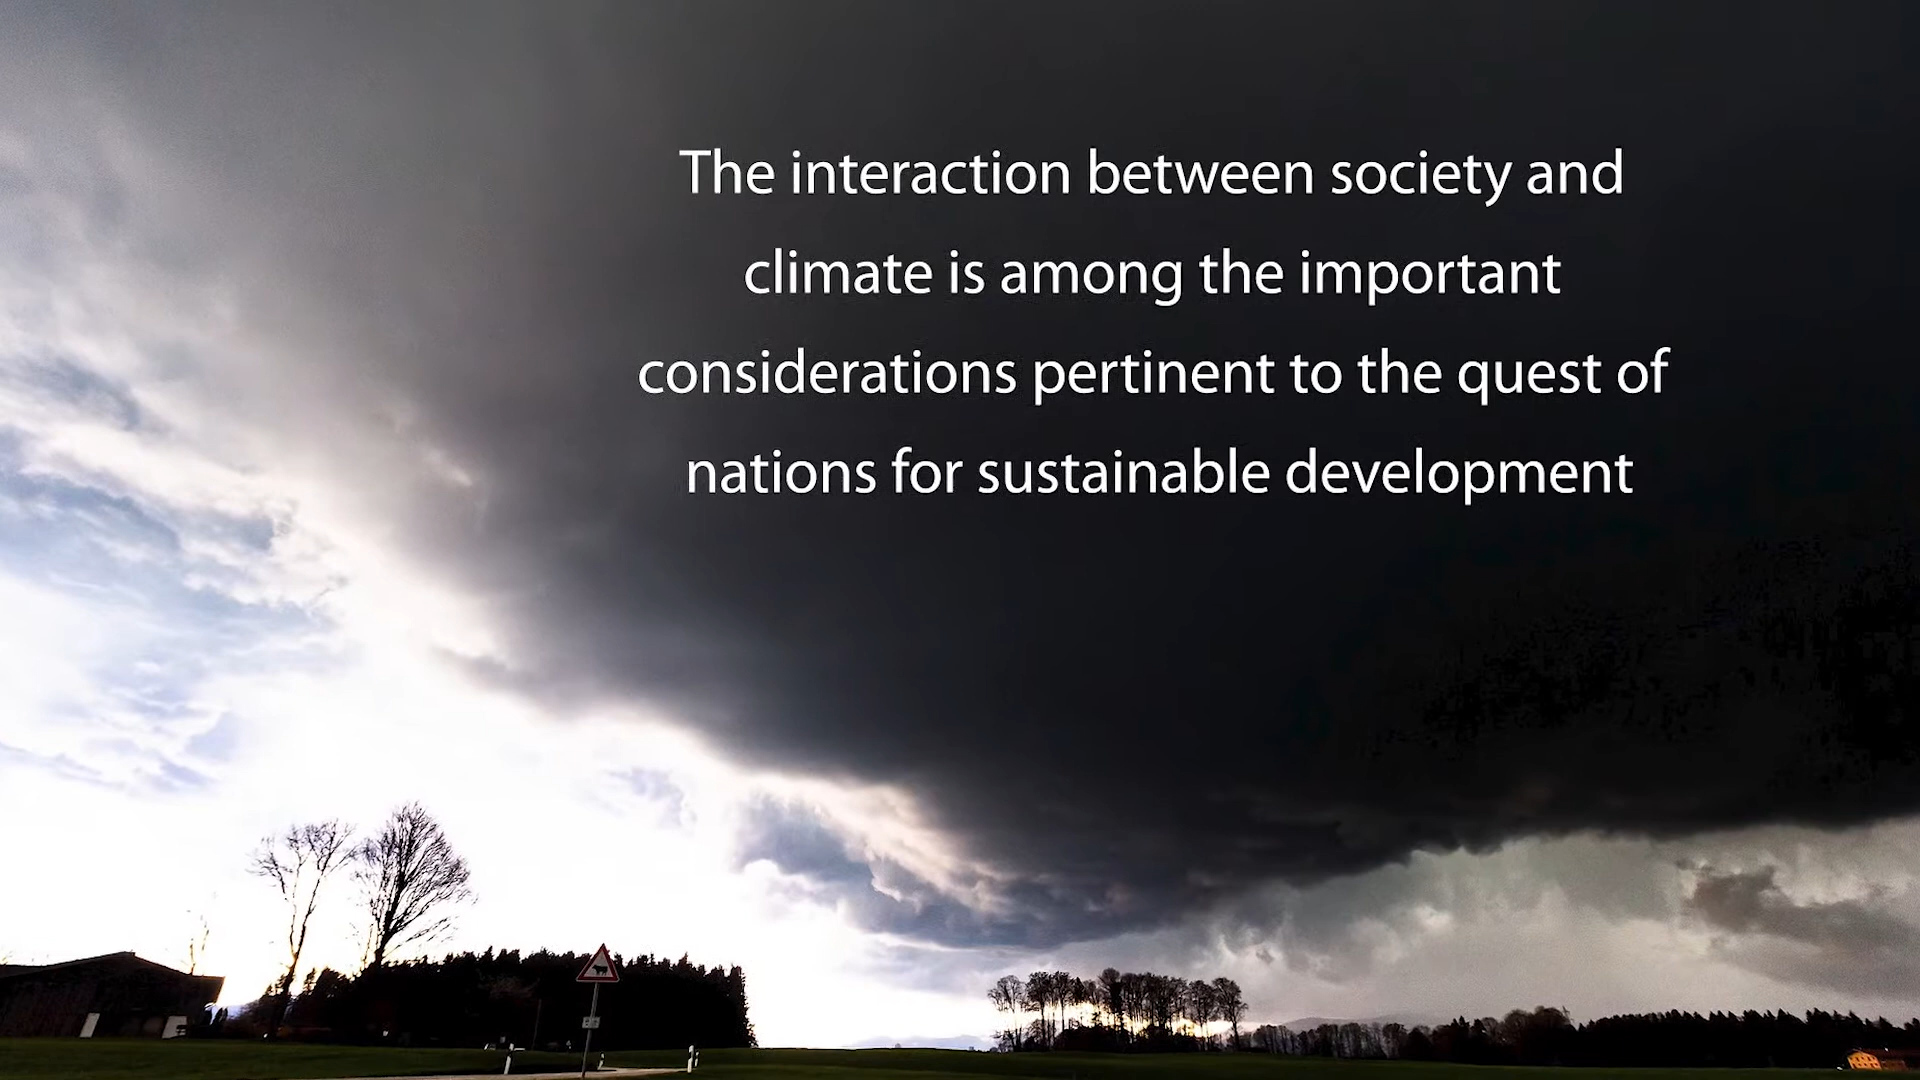 The interaction between society and
climate is among the important
considerations pertinent to the quest of
nations for sustainable development